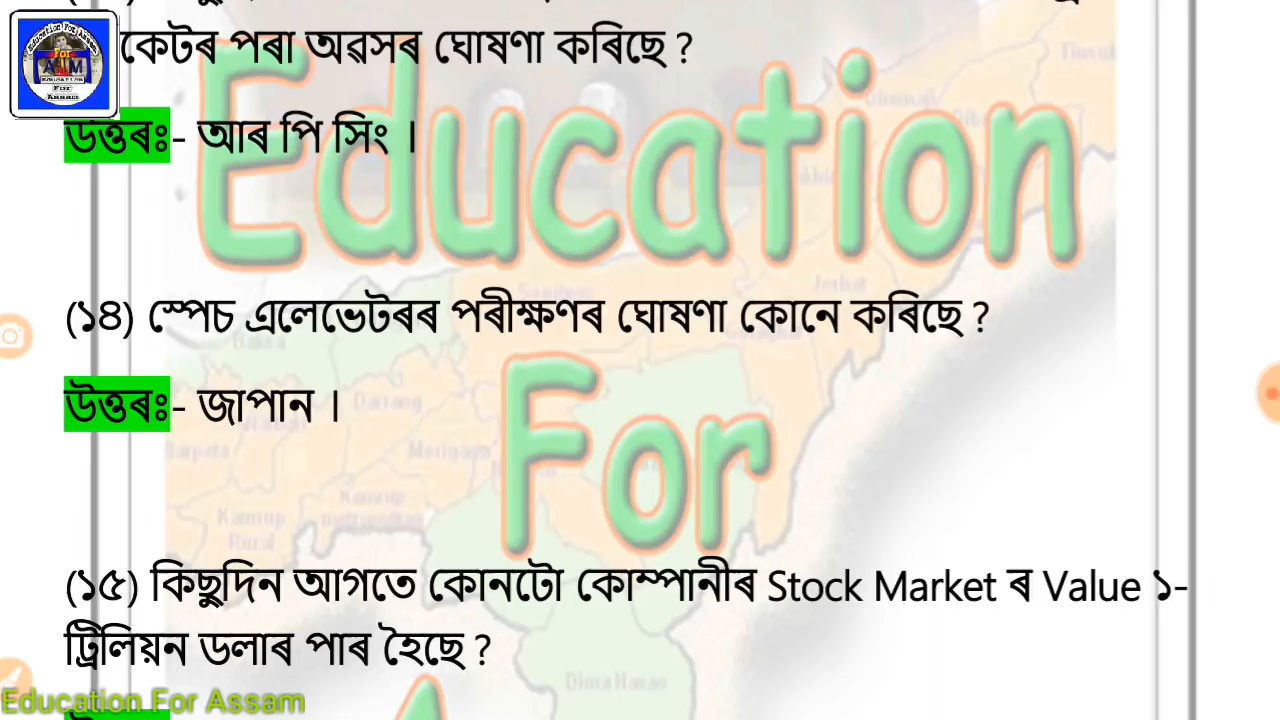 কেটৰ পৰা অৱসৰ ঘোষণা কৰিছে ?
উত্তৰঃ- আৰ পি সিং ।
Education
(১৪) স্পেচ এলেভেটৰৰ পৰীক্ষণৰ ঘোষণা কোনে কৰিছে ?
উত্তৰঃ- জাপান ।
For
(১৫) কিছুদিন আগতে কোনটো কোম্পানীৰ Stock Market ৰ Value ১-
ট্ৰিলিয়ন ডলাৰ পাৰ হৈছে ?
Education For Assam